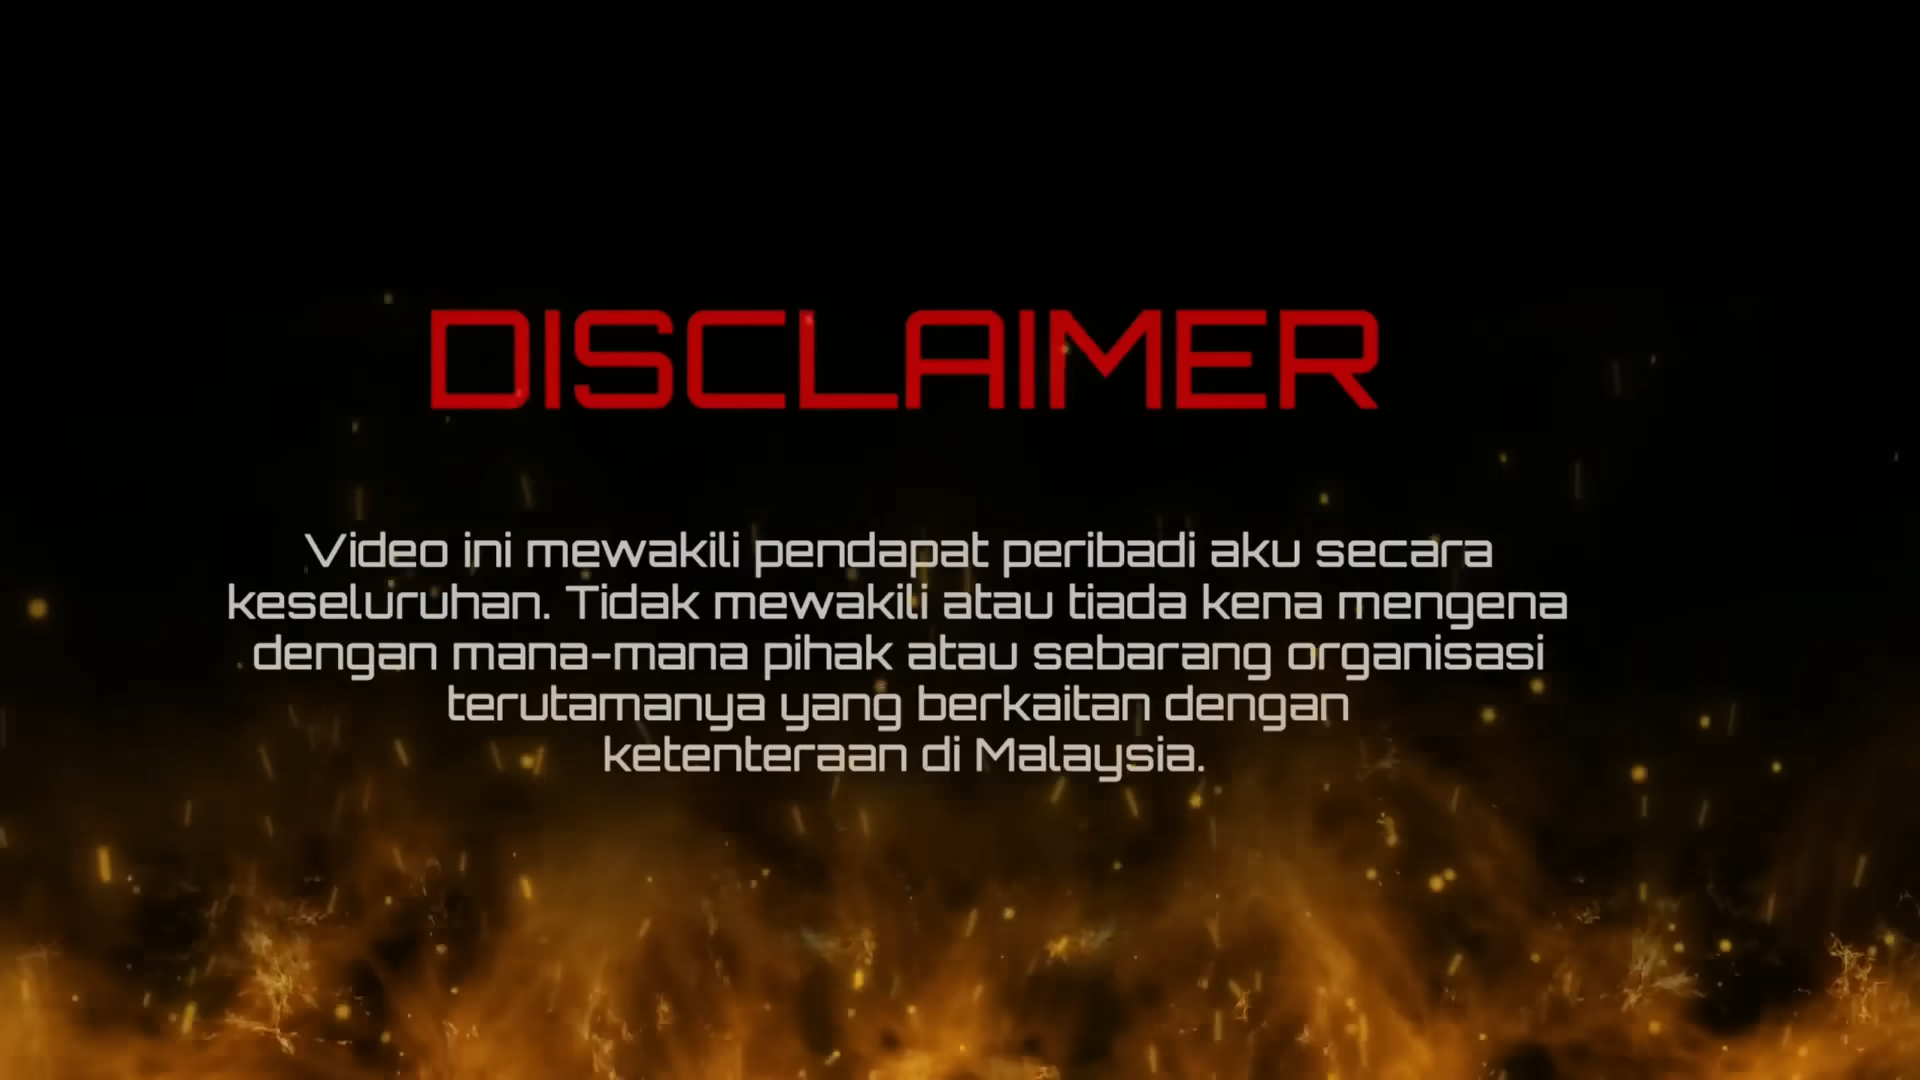 DISCLAIMER
Video ini mewakili pendapat peribadi aku secara
keseluruhan. Tidak mewakili atau tiada kena mengena
dengan mana-mana pihak atau sebarang organisasi
terutamanya yang berkaitan dengan
ketenteraan di Malaysia.